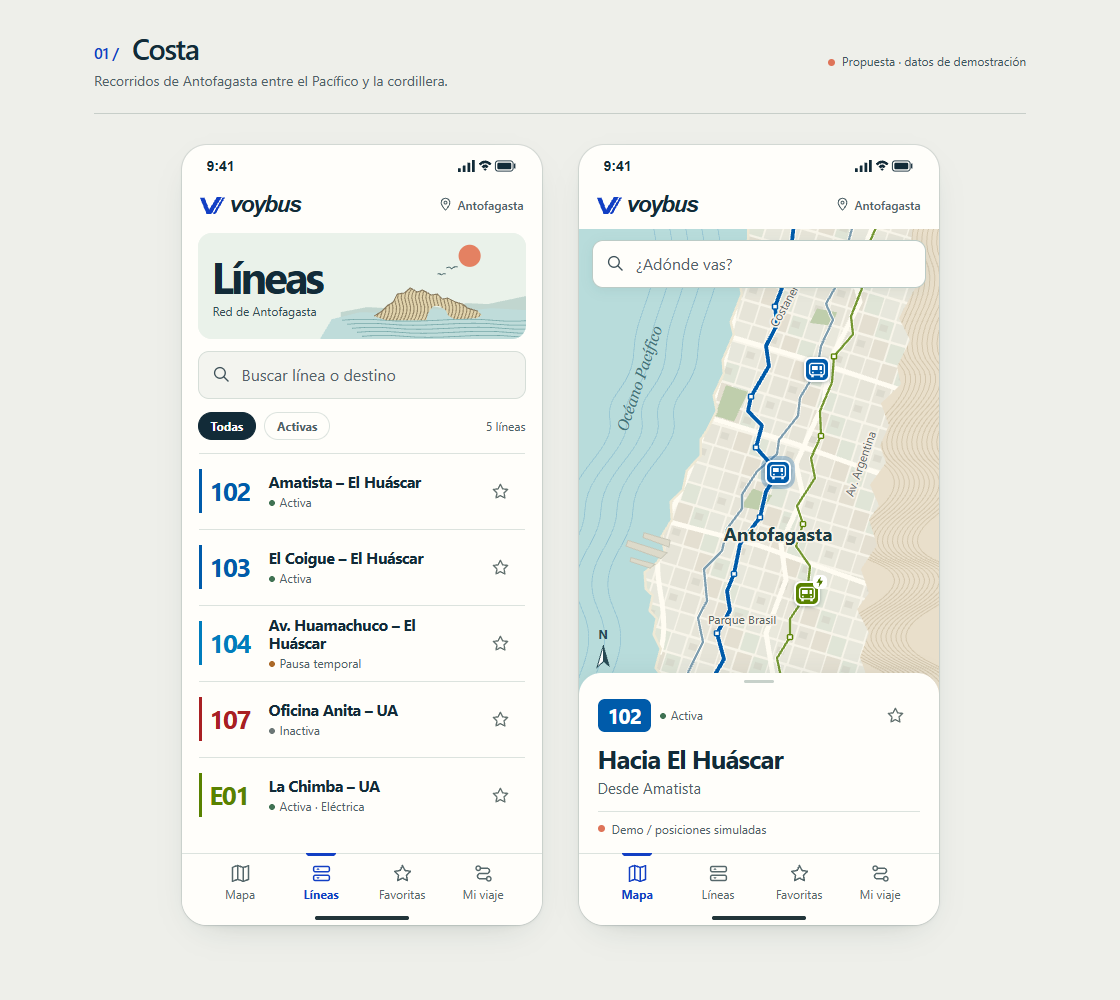 01 / Costa
Recorridos de Antofagasta entre el Pacífico y la cordillera.
Propuesta · datos de demostración
9:41
voybus
Antofagasta
Líneas
Red de Antofagasta
Buscar línea o destino
Todas
Activas
5 líneas
102
Amatista – El Huáscar
Activa
103
El Coigue – El Huáscar
Activa
104
Av. Huamachuco – El
Huáscar
Pausa temporal
107
Oficina Anita – UA
Inactiva
E01
La Chimba – UA
Activa · Eléctrica
Mapa
Líneas
Favoritas
Mi viaje
9:41
voybus
Antofagasta
¿Adónde vas?
Océano Pacífico
Av. Argentina
Antofagasta
Parque Brasil
N
102
Activa
Hacia El Huáscar
Desde Amatista
Demo / posiciones simuladas
Mapa
Líneas
Favoritas
Mi viaje